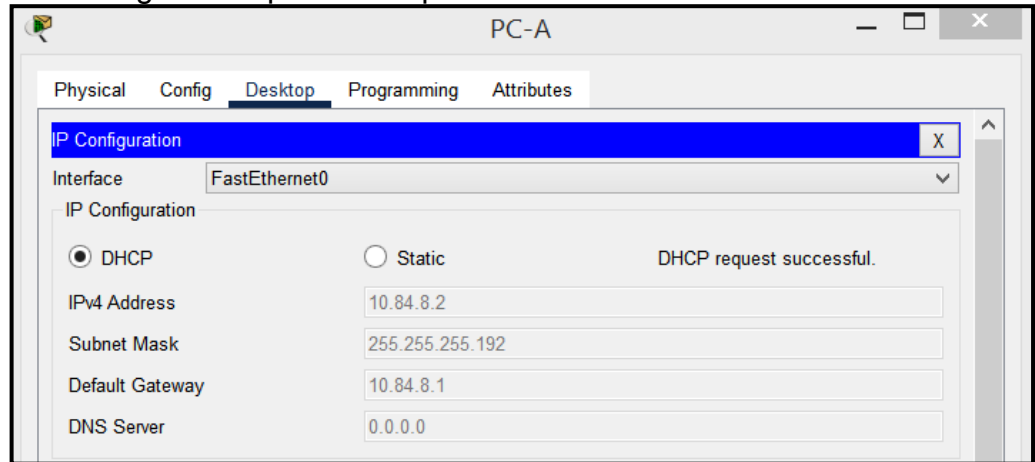 PC-A
Physical Config Desktop Programming Attributes
IP Configuration X
Interface FastEthernet0
IP Configuration
DHCP Static DHCP request successful.
IPv4 Address 10.84.8.2
Subnet Mask 255.255.255.192
Default Gateway 10.84.8.1
DNS Server 0.0.0.0